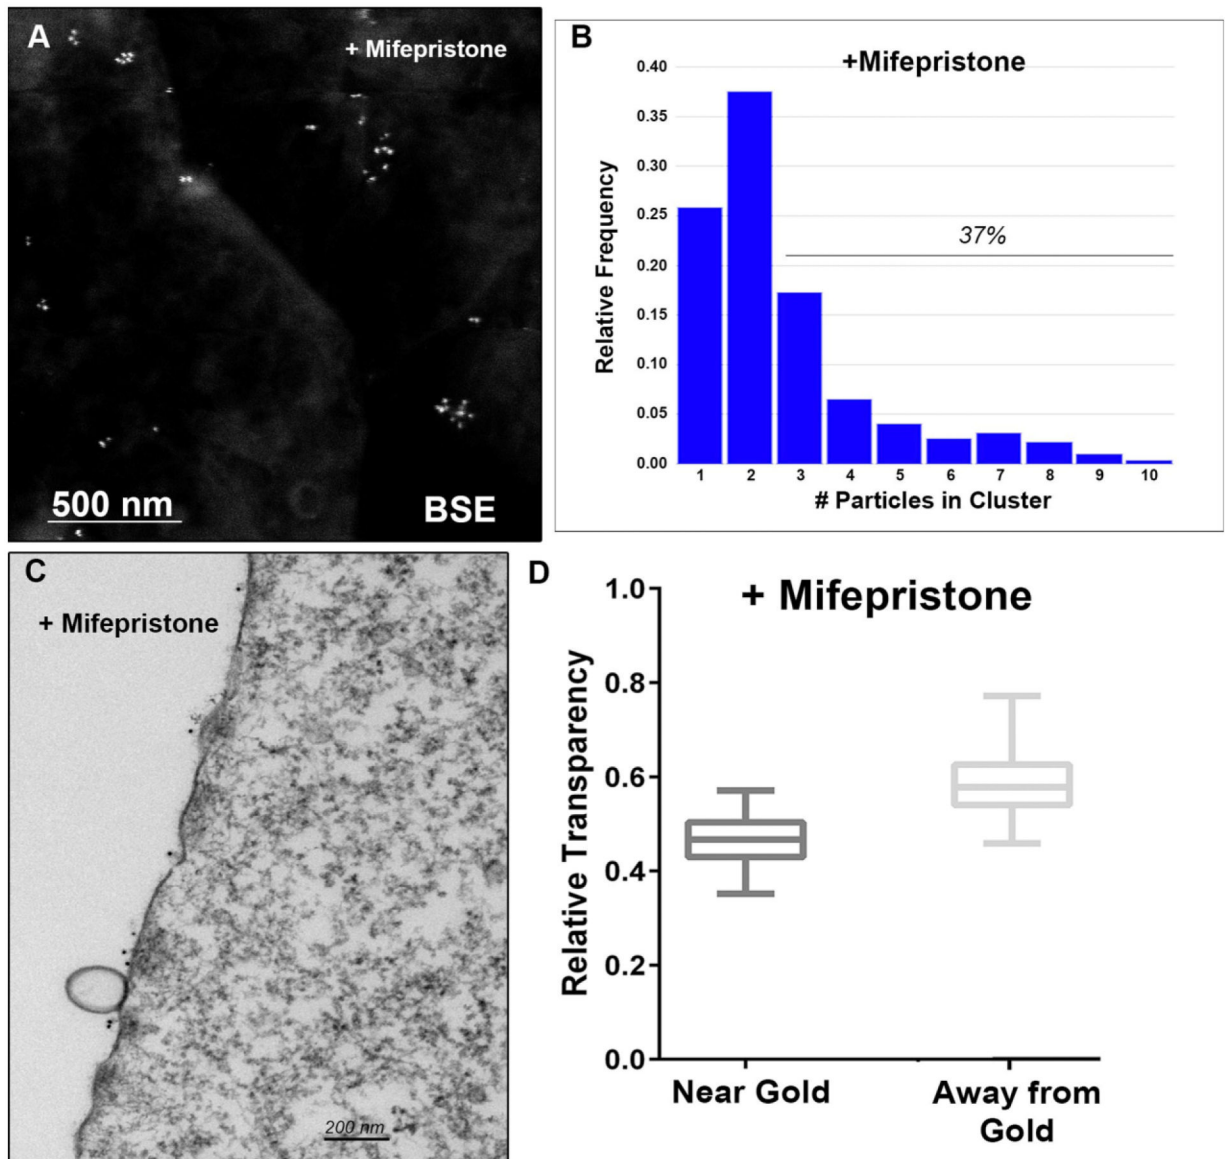 A
+ Mifepristone
500 nm
BSE
B
+Mifepristone
Relative Frequency
0.40
0.35
0.30
0.25
0.20
0.15
0.10
0.05
0.00
37%
1 2 3 4 5 6 7 8 9 10
# Particles in Cluster
C
+ Mifepristone
200 nm
D
+ Mifepristone
Relative Transparency
1.0
0.8
0.6
0.4
0.2
0.0
Near Gold
Away from
Gold